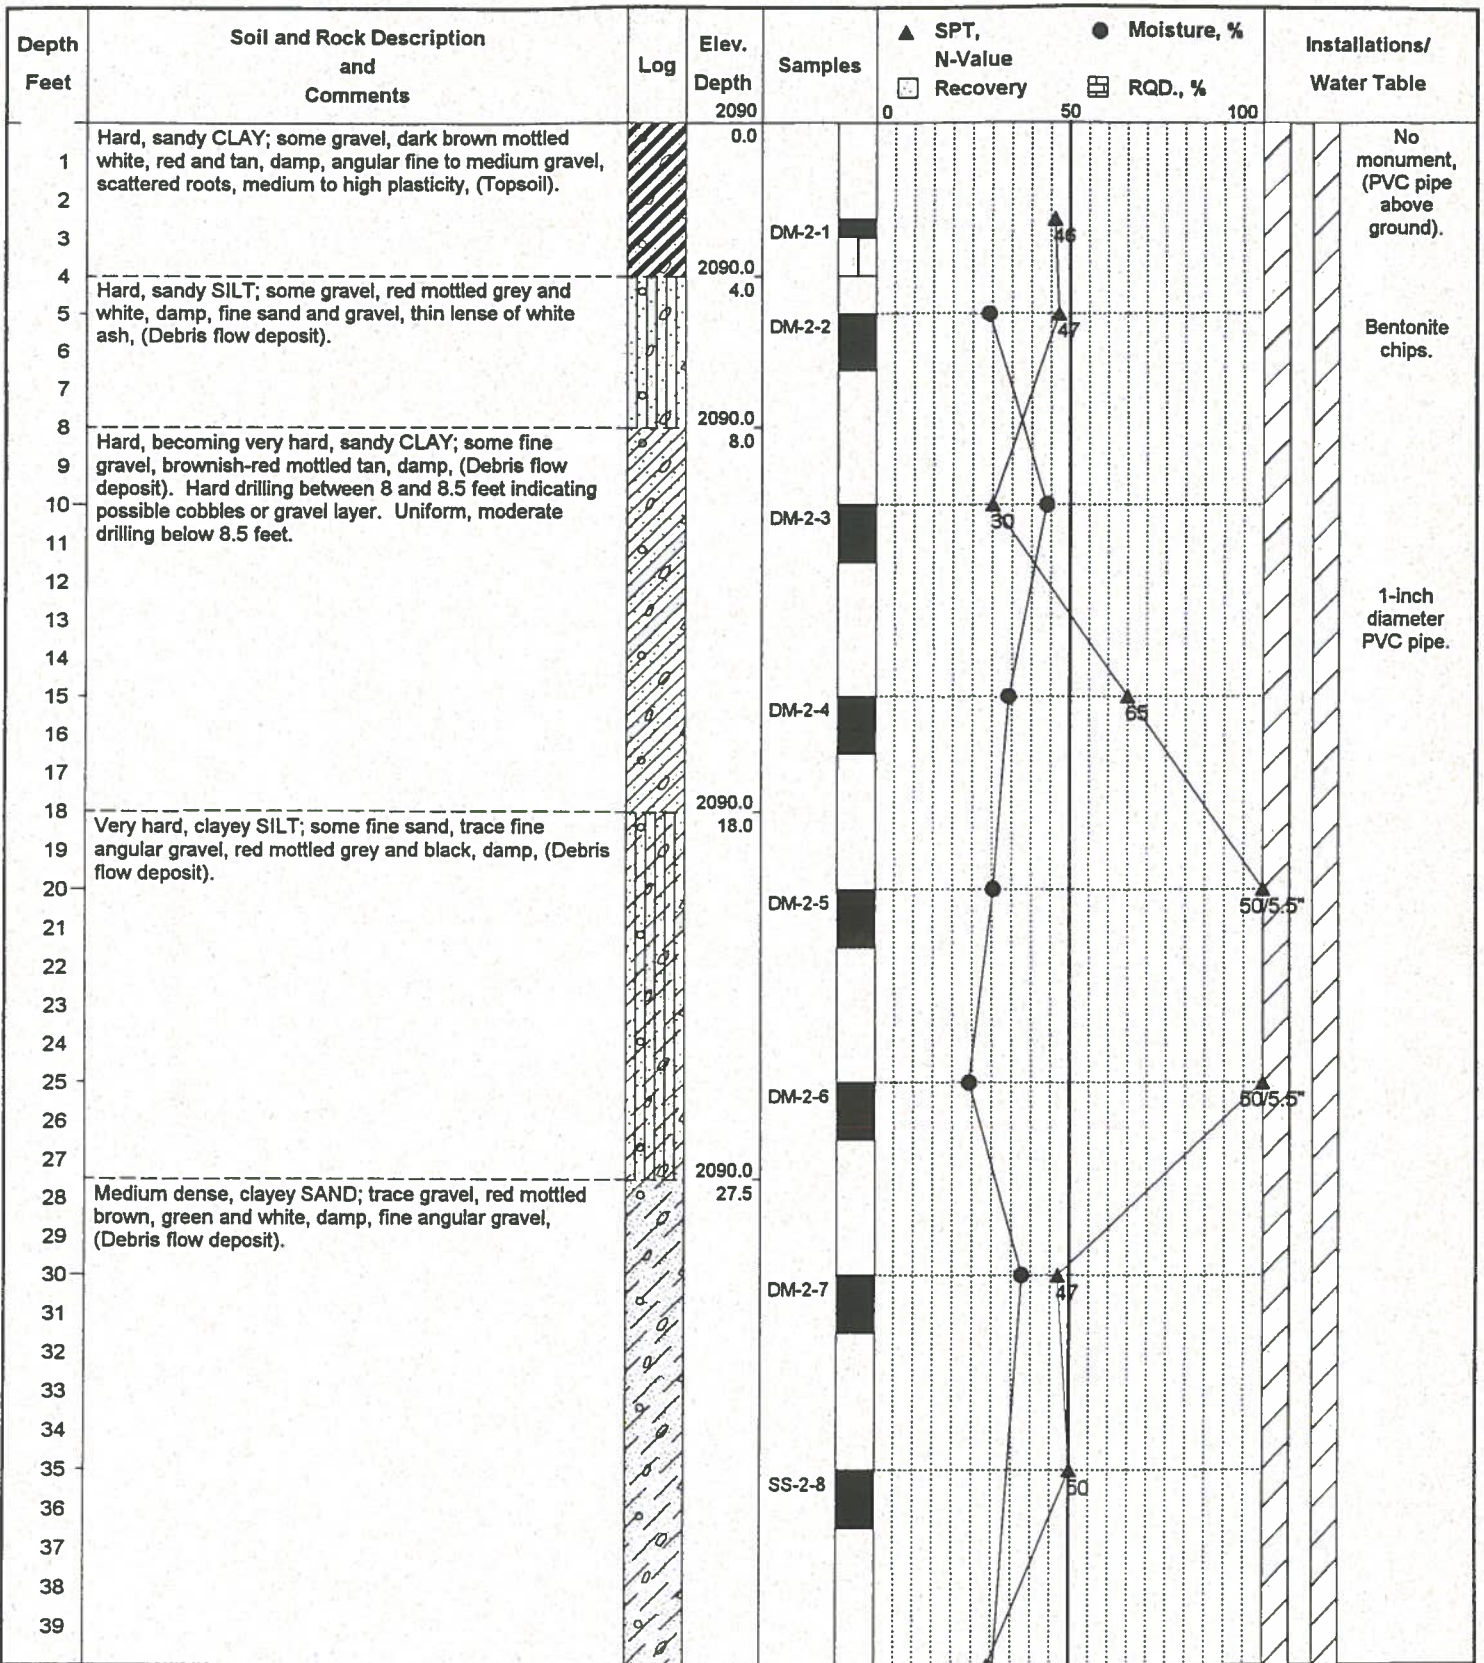 Depth
Feet
Soil and Rock Description
and
Comments
Log
Elev.
Depth
2090
Samples
▲ SPT,
N-Value
● Moisture, %
Recovery
RQD., %
0 50 100
Installations/
Water Table
0.0
Hard, sandy CLAY; some gravel, dark brown mottled
white, red and tan, damp, angular fine to medium gravel,
scattered roots, medium to high plasticity, (Topsoil).
No
monument,
(PVC pipe
above
ground).
1
2
3
DM-2-1
46
4
2090.0
4.0
Hard, sandy SILT; some gravel, red mottled grey and
white, damp, fine sand and gravel, thin lense of white
ash, (Debris flow deposit).
5
DM-2-2
47
Bentonite
chips.
6
7
8
2090.0
8.0
Hard, becoming very hard, sandy CLAY; some fine
gravel, brownish-red mottled tan, damp, (Debris flow
deposit). Hard drilling between 8 and 8.5 feet indicating
possible cobbles or gravel layer. Uniform, moderate
drilling below 8.5 feet.
9
10
DM-2-3
30
11
12
13
1-inch
diameter
PVC pipe.
14
15
DM-2-4
65
16
17
18
2090.0
18.0
Very hard, clayey SILT; some fine sand, trace fine
angular gravel, red mottled grey and black, damp, (Debris
flow deposit).
19
20
DM-2-5
50/5.5"
21
22
23
24
25
DM-2-6
60/5.5"
26
27
2090.0
27.5
28
Medium dense, clayey SAND; trace gravel, red mottled
brown, green and white, damp, fine angular gravel,
(Debris flow deposit).
29
30
DM-2-7
47
31
32
33
34
35
SS-2-8
50
36
37
38
39